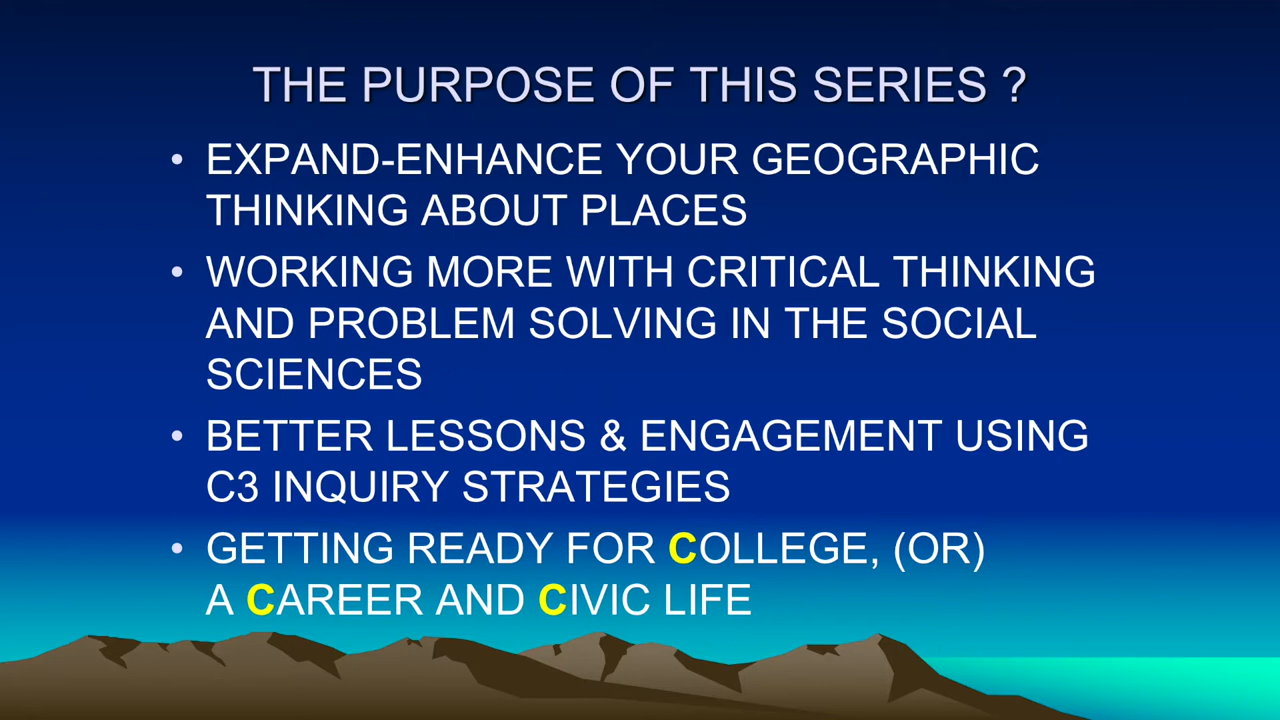 THE PURPOSE OF THIS SERIES ?
• EXPAND-ENHANCE YOUR GEOGRAPHIC
THINKING ABOUT PLACES
• WORKING MORE WITH CRITICAL THINKING
AND PROBLEM SOLVING IN THE SOCIAL
SCIENCES
• BETTER LESSONS & ENGAGEMENT USING
C3 INQUIRY STRATEGIES
• GETTING READY FOR COLLEGE, (OR)
A CAREER AND CIVIC LIFE